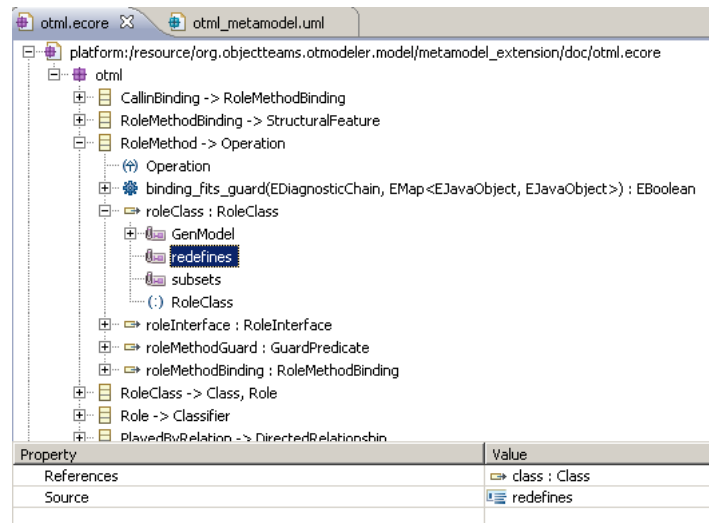 otml.ecore otml_metamodel.uml
platform:/resource/org.objectteams.otmodeler.model/metamodel_extension/doc/otml.ecore
otml
CallinBinding -> RoleMethodBinding
RoleMethodBinding -> StructuralFeature
RoleMethod -> Operation
Operation
binding_fits_guard(EDiagnosticChain, EMap<EJavaObject, EJavaObject>) : EBoolean
roleClass : RoleClass
GenModel
redefines
subsets
RoleClass
roleInterface : RoleInterface
roleMethodGuard : GuardPredicate
roleMethodBinding : RoleMethodBinding
RoleClass -> Class, Role
Role -> Classifier
PlayedByRelation -> DirectedRelationship
Property Value
References class : Class
Source redefines